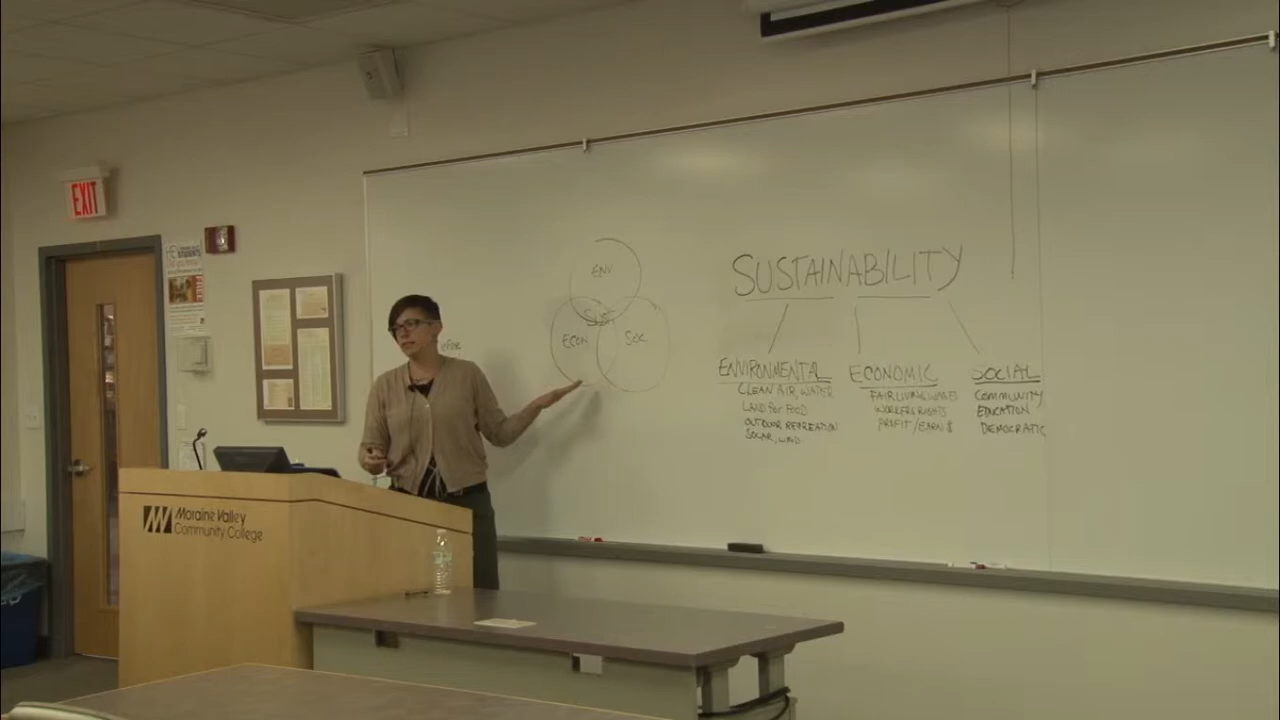 EXIT
ENV
SUST
ECON
SOC
SUSTAINABILITY
ENVIRONMENTAL
CLEAN AIR, WATER
LAND for FOOD
OUTDOOR RECREATION
SOLAR, WIND
ECONOMIC
FAIR LIVING WAGES
WORKERS RIGHTS
PROFIT/EARN $
SOCIAL
COMMUNITY
EDUCATION
DEMOCRATIC
Moraine Valley
Community College